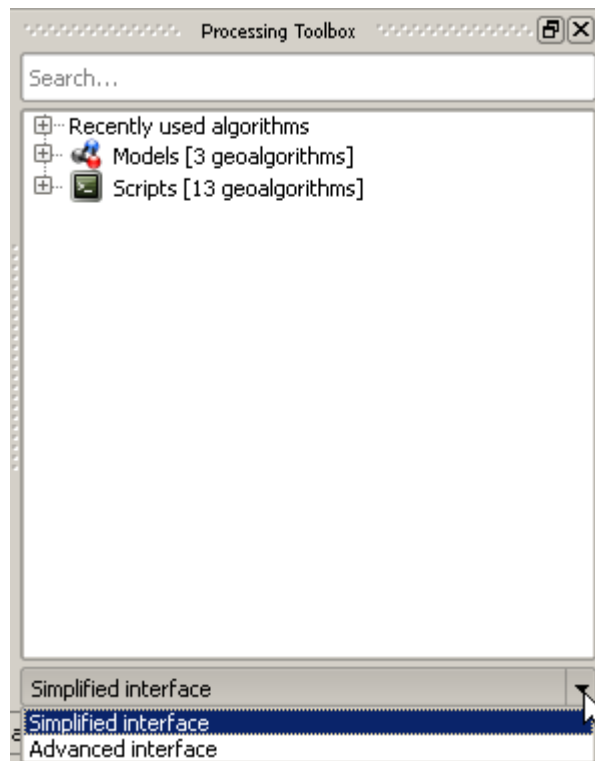 Processing Toolbox
Search...
Recently used algorithms
Models [3 geoalgorithms]
Scripts [13 geoalgorithms]
Simplified interface
Simplified interface
Advanced interface